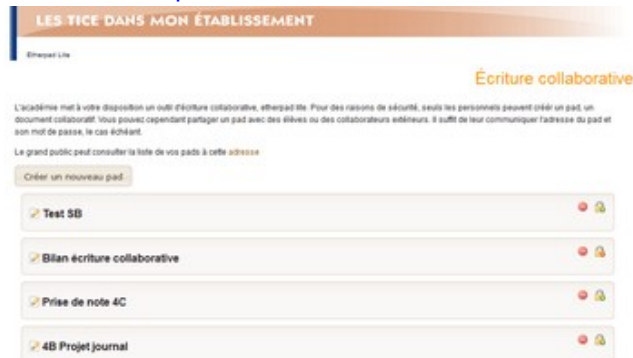 LES TICE DANS MON ÉTABLISSEMENT
Etherpad Lite
Écriture collaborative
L'académie met à votre disposition un outil d'écriture collaborative, etherpad lite. Pour des raisons de sécurité, seuls les personnels peuvent créér un pad, un
document collaboratif. Vous pouvez cependant partager un pad avec des élèves ou des collaborateurs extérieurs. Il suffit de leur communiquer l'adresse du pad et
son mot de passe, le cas échéant.
Le grand public peut consulter la liste de vos pads à cette adresse
Créer un nouveau pad
Test SB
Bilan écriture collaborative
Prise de note 4C
4B Projet journal